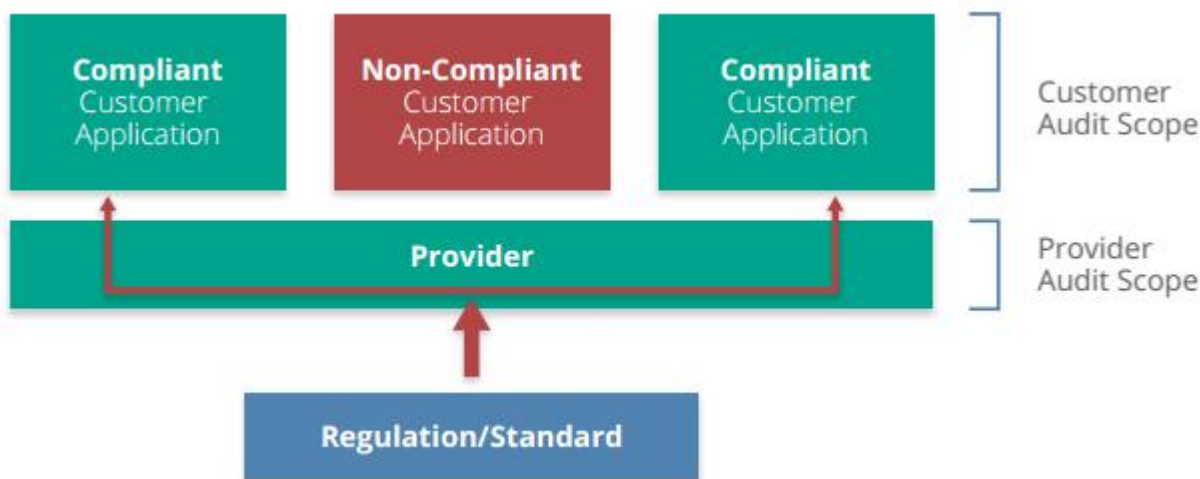 Compliant
Customer
Application
Non-Compliant
Customer
Application
Compliant
Customer
Application
Customer
Audit Scope
Provider
Provider
Audit Scope
Regulation/Standard